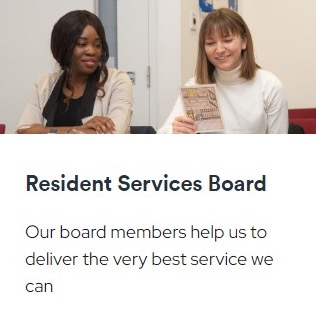 Resident Services Board
Our board members help us to
deliver the very best service we
can